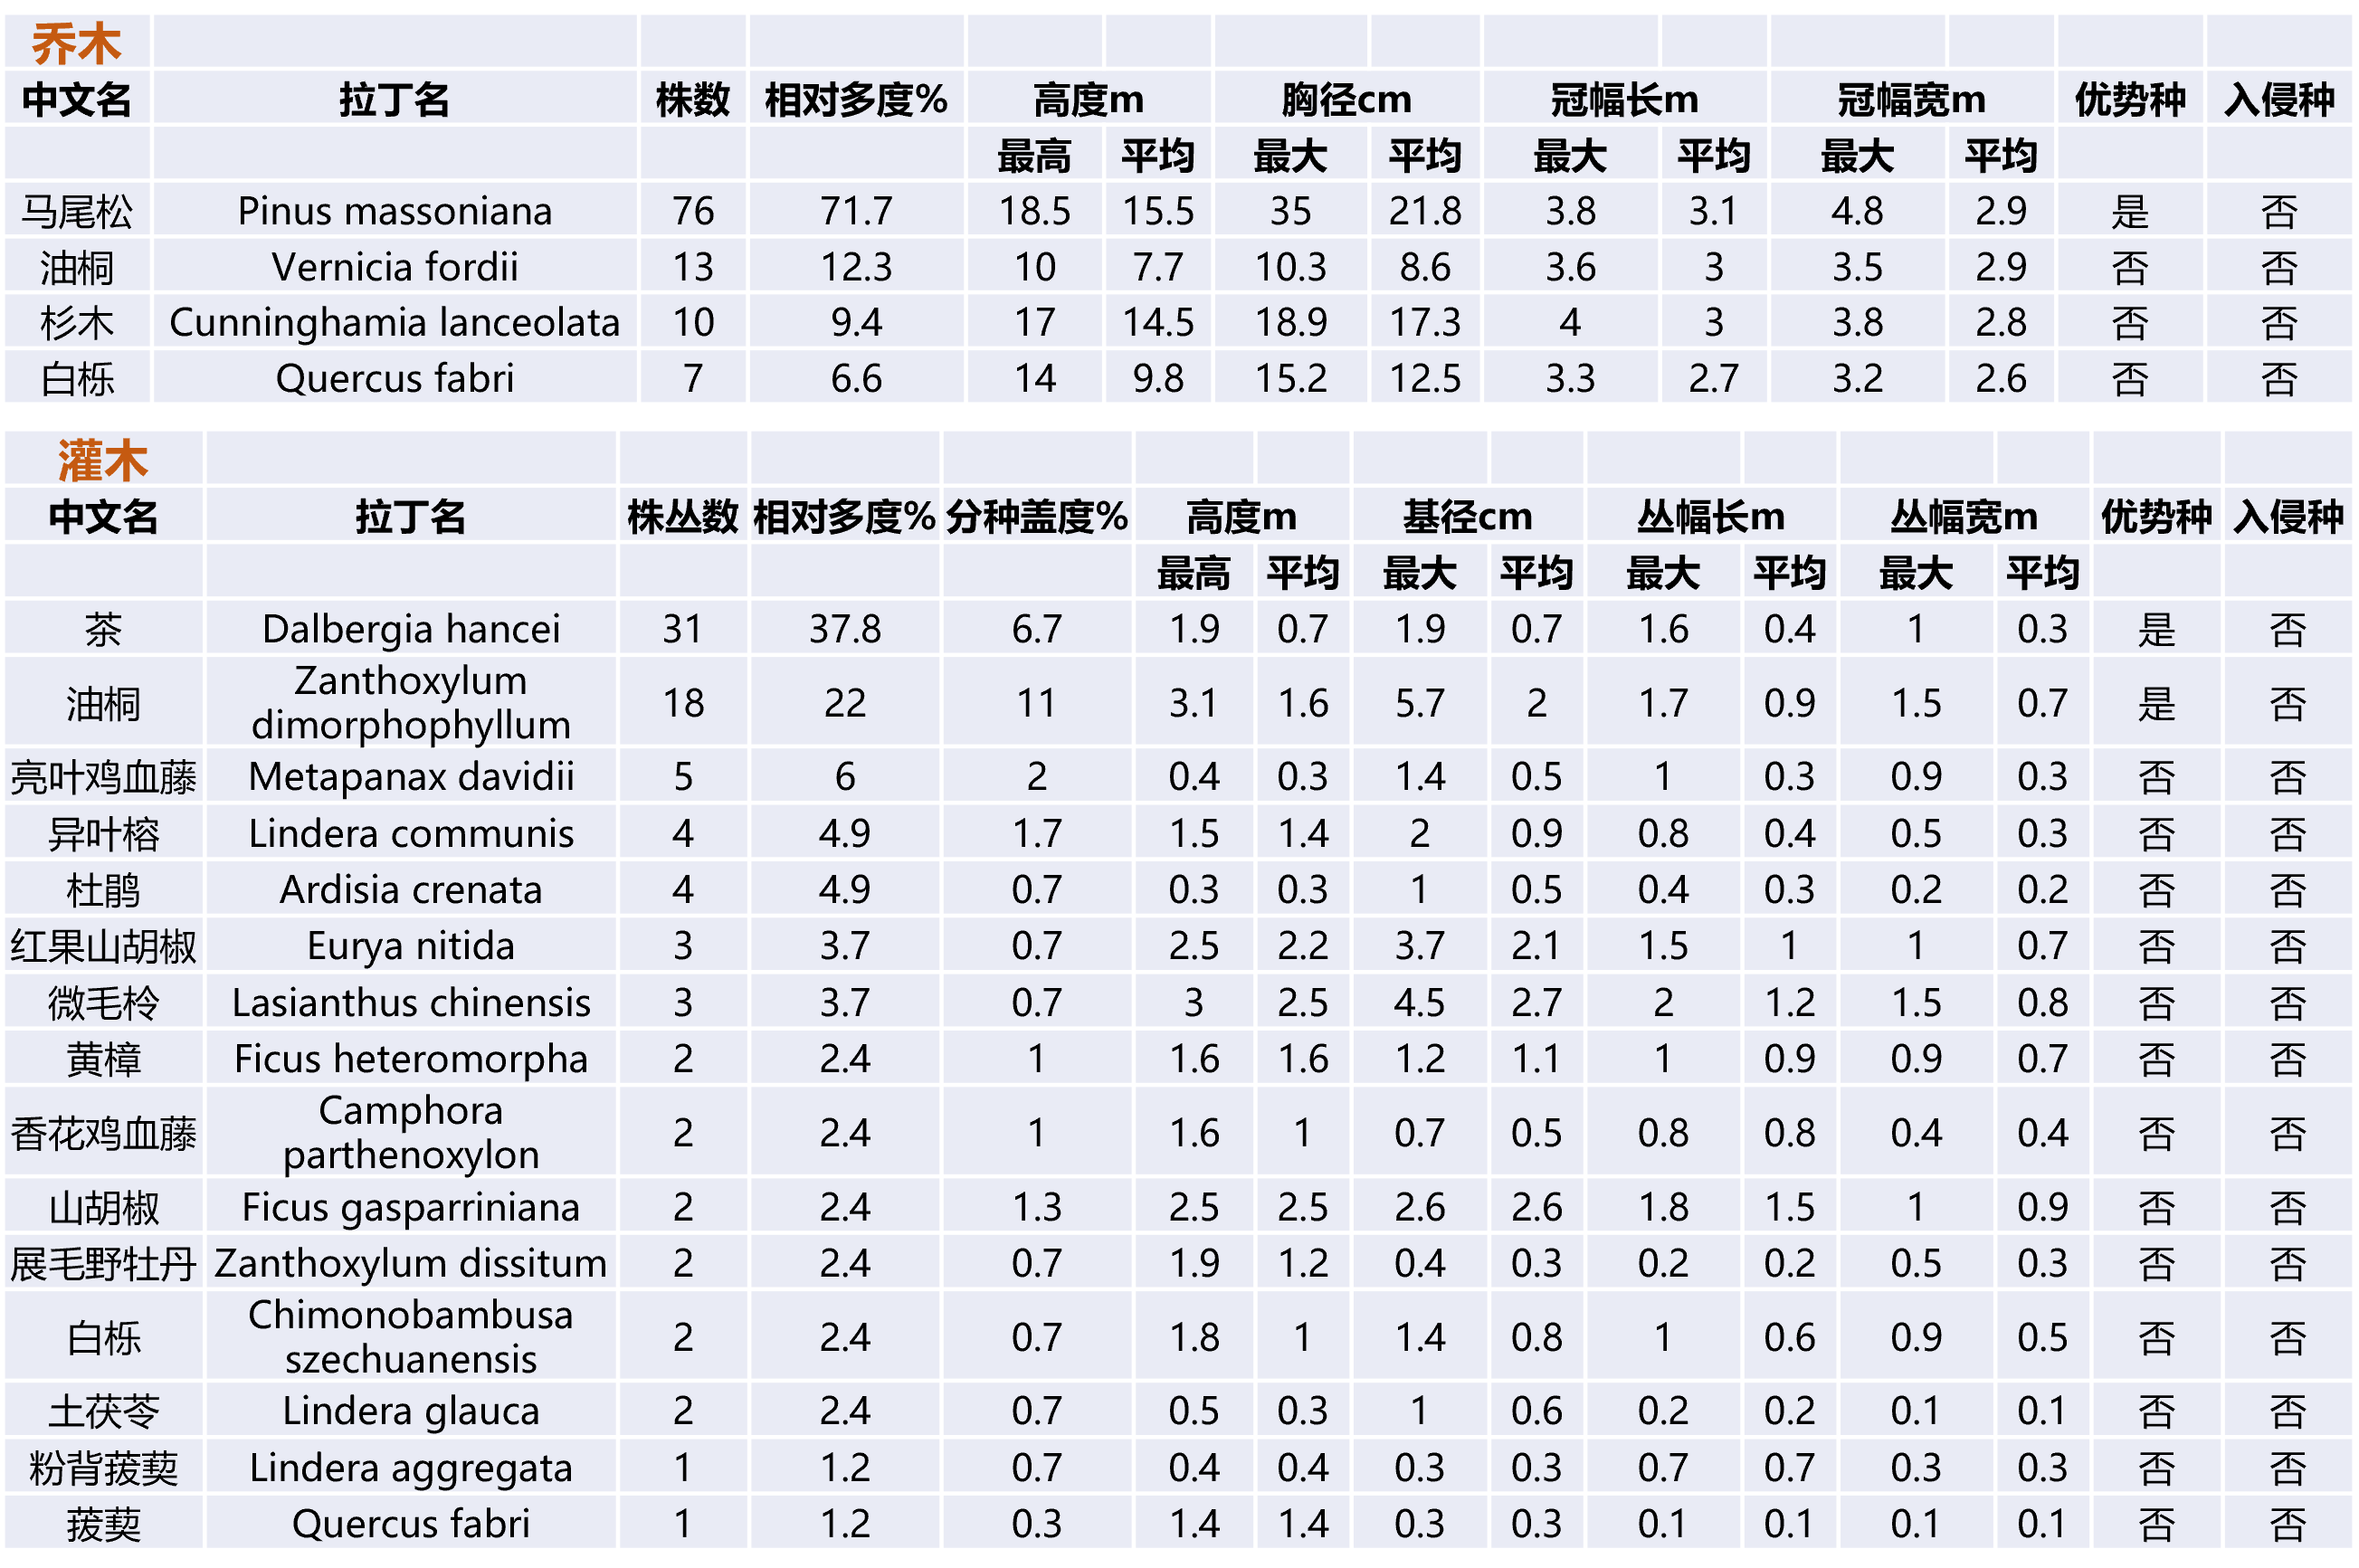 乔木
中文名 拉丁名 株数 相对多度% 高度m 胸径cm 冠幅长m 冠幅宽m 优势种 入侵种
最高 平均 最大 平均 最大 平均 最大 平均
马尾松 Pinus massoniana 76 71.7 18.5 15.5 35 21.8 3.8 3.1 4.8 2.9 是 否
油桐 Vernicia fordii 13 12.3 10 7.7 10.3 8.6 3.6 3 3.5 2.9 否 否
杉木 Cunninghamia lanceolata 10 9.4 17 14.5 18.9 17.3 4 3 3.8 2.8 否 否
白栎 Quercus fabri 7 6.6 14 9.8 15.2 12.5 3.3 2.7 3.2 2.6 否 否
灌木
中文名 拉丁名 株丛数 相对多度% 分种盖度% 高度m 基径cm 丛幅长m 丛幅宽m 优势种 入侵种
最高 平均 最大 平均 最大 平均 最大 平均
茶 Dalbergia hancei 31 37.8 6.7 1.9 0.7 1.9 0.7 1.6 0.4 1 0.3 是 否
油桐 Zanthoxylum dimorphophyllum 18 22 11 3.1 1.6 5.7 2 1.7 0.9 1.5 0.7 是 否
亮叶鸡血藤 Metapanax davidii 5 6 2 0.4 0.3 1.4 0.5 1 0.3 0.9 0.3 否 否
异叶榕 Lindera communis 4 4.9 1.7 1.5 1.4 2 0.9 0.8 0.4 0.5 0.3 否 否
杜鹃 Ardisia crenata 4 4.9 0.7 0.3 0.3 1 0.5 0.4 0.3 0.2 0.2 否 否
红果山胡椒 Eurya nitida 3 3.7 0.7 2.5 2.2 3.7 2.1 1.5 1 1 0.7 否 否
微毛柃 Lasianthus chinensis 3 3.7 0.7 3 2.5 4.5 2.7 2 1.2 1.5 0.8 否 否
黄樟 Ficus heteromorpha 2 2.4 1 1.6 1.6 1.2 1.1 1 0.9 0.9 0.7 否 否
香花鸡血藤 Camphora parthenoxylon 2 2.4 1 1.6 1 0.7 0.5 0.8 0.8 0.4 0.4 否 否
山胡椒 Ficus gasparriniana 2 2.4 1.3 2.5 2.5 2.6 2.6 1.8 1.5 1 0.9 否 否
展毛野牡丹 Zanthoxylum dissitum 2 2.4 0.7 1.9 1.2 0.4 0.3 0.2 0.2 0.5 0.3 否 否
白栎 Chimonobambusa szechuanensis 2 2.4 0.7 1.8 1 1.4 0.8 1 0.6 0.9 0.5 否 否
土茯苓 Lindera glauca 2 2.4 0.7 0.5 0.3 1 0.6 0.2 0.2 0.1 0.1 否 否
粉背菝葜 Lindera aggregata 1 1.2 0.7 0.4 0.4 0.3 0.3 0.7 0.7 0.3 0.3 否 否
菝葜 Quercus fabri 1 1.2 0.3 1.4 1.4 0.3 0.3 0.1 0.1 0.1 0.1 否 否